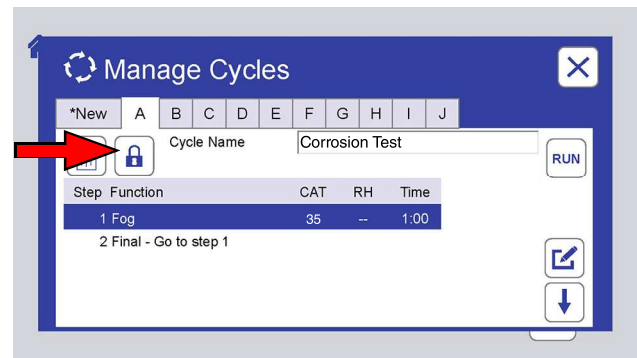 Manage Cycles
*New A B C D E F G H I J
Cycle Name Corrosion Test
RUN
Step Function CAT RH Time
1 Fog 35 -- 1:00
2 Final - Go to step 1